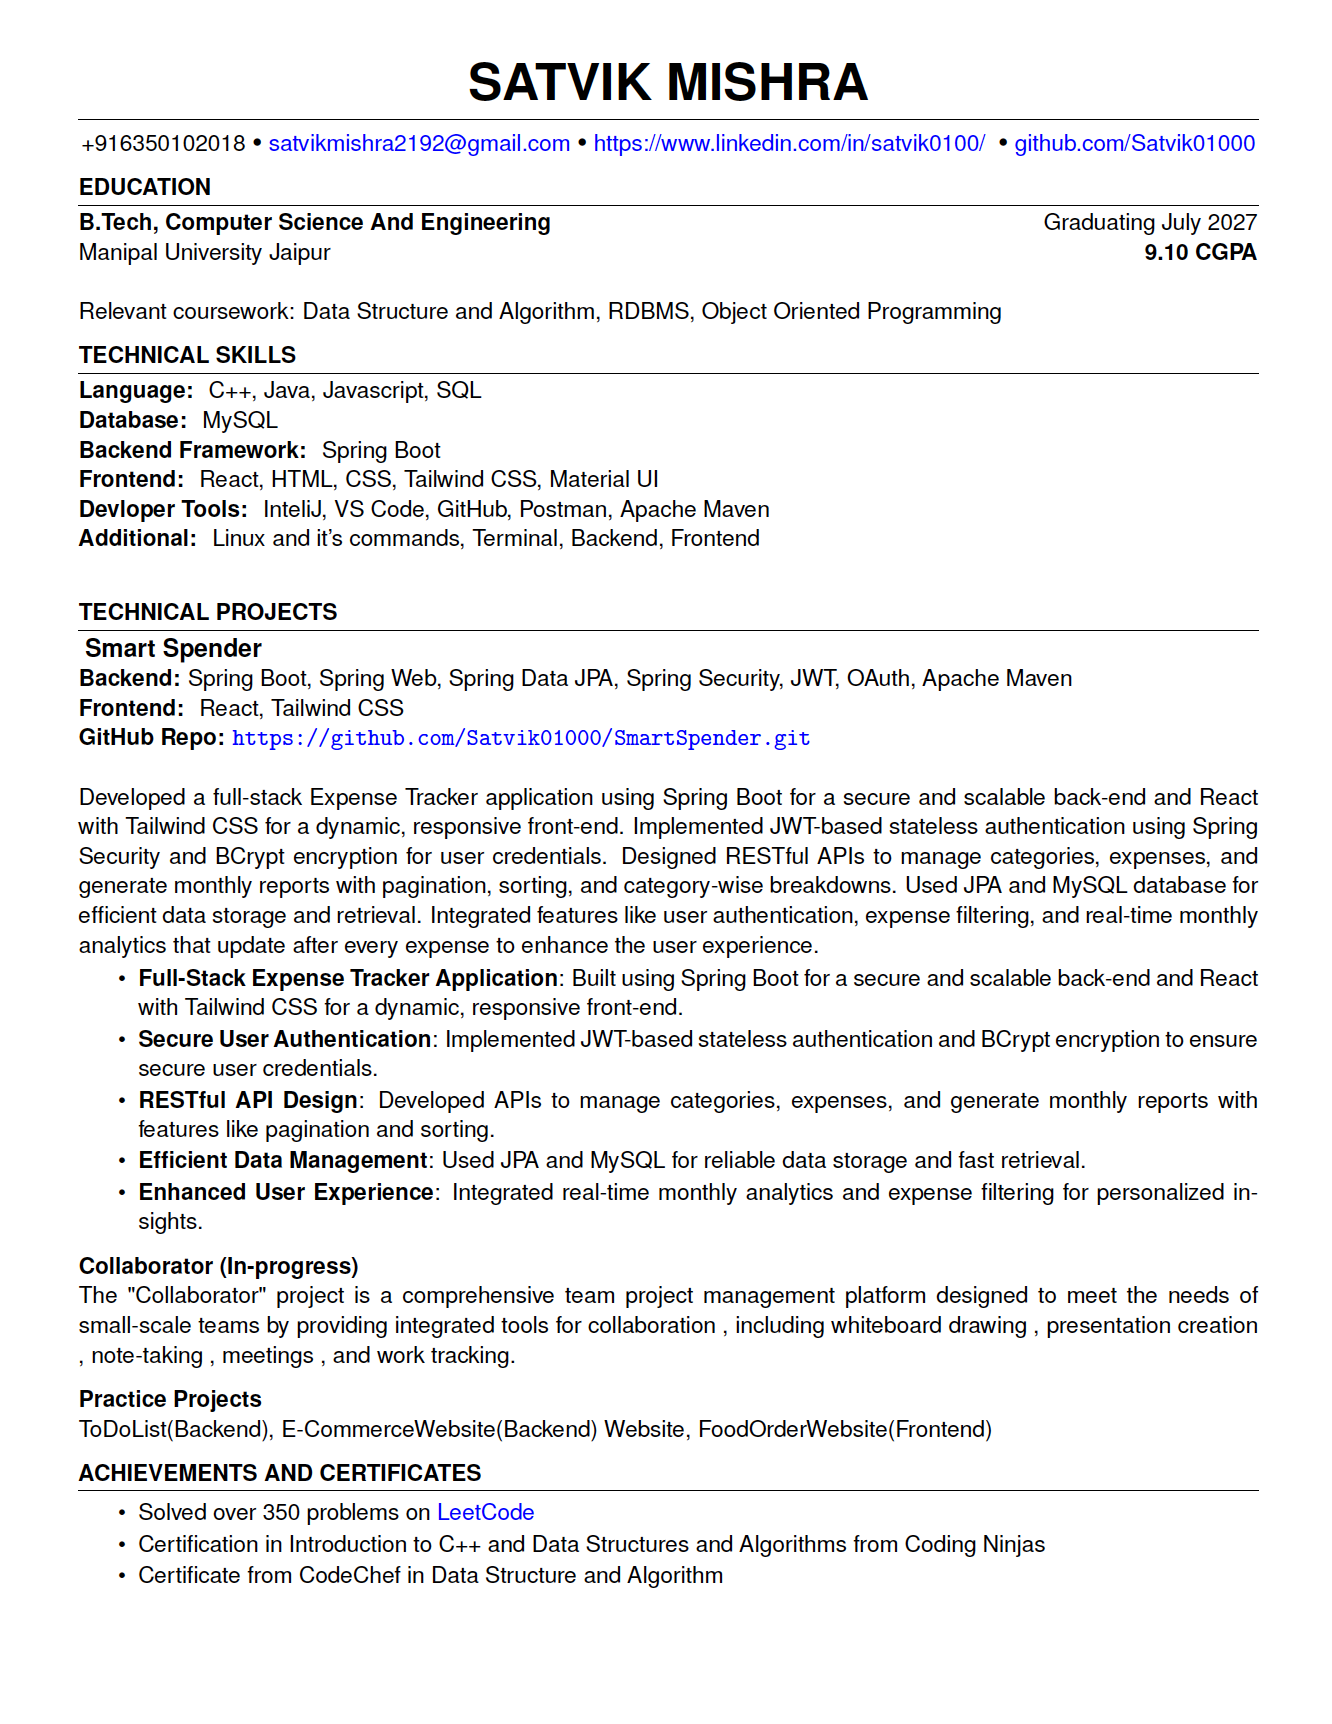 SATVIK MISHRA
+916350102018 • satvikmishra2192@gmail.com • https://www.linkedin.com/in/satvik0100/ • github.com/Satvik01000
EDUCATION
B.Tech, Computer Science And Engineering Graduating July 2027
Manipal University Jaipur 9.10 CGPA
Relevant coursework: Data Structure and Algorithm, RDBMS, Object Oriented Programming
TECHNICAL SKILLS
Language: C++, Java, Javascript, SQL
Database: MySQL
Backend Framework: Spring Boot
Frontend: React, HTML, CSS, Tailwind CSS, Material UI
Devloper Tools: InteliJ, VS Code, GitHub, Postman, Apache Maven
Additional: Linux and it's commands, Terminal, Backend, Frontend
TECHNICAL PROJECTS
Smart Spender
Backend: Spring Boot, Spring Web, Spring Data JPA, Spring Security, JWT, OAuth, Apache Maven
Frontend: React, Tailwind CSS
GitHub Repo: https://github.com/Satvik01000/SmartSpender.git
Developed a full-stack Expense Tracker application using Spring Boot for a secure and scalable back-end and React
with Tailwind CSS for a dynamic, responsive front-end. Implemented JWT-based stateless authentication using Spring
Security and BCrypt encryption for user credentials. Designed RESTful APIs to manage categories, expenses, and
generate monthly reports with pagination, sorting, and category-wise breakdowns. Used JPA and MySQL database for
efficient data storage and retrieval. Integrated features like user authentication, expense filtering, and real-time monthly
analytics that update after every expense to enhance the user experience.
• Full-Stack Expense Tracker Application: Built using Spring Boot for a secure and scalable back-end and React
with Tailwind CSS for a dynamic, responsive front-end.
• Secure User Authentication: Implemented JWT-based stateless authentication and BCrypt encryption to ensure
secure user credentials.
• RESTful API Design: Developed APIs to manage categories, expenses, and generate monthly reports with
features like pagination and sorting.
• Efficient Data Management: Used JPA and MySQL for reliable data storage and fast retrieval.
• Enhanced User Experience: Integrated real-time monthly analytics and expense filtering for personalized in-
sights.
Collaborator (In-progress)
The "Collaborator" project is a comprehensive team project management platform designed to meet the needs of
small-scale teams by providing integrated tools for collaboration , including whiteboard drawing , presentation creation
, note-taking , meetings , and work tracking.
Practice Projects
ToDoList(Backend), E-CommerceWebsite(Backend) Website, FoodOrderWebsite(Frontend)
ACHIEVEMENTS AND CERTIFICATES
• Solved over 350 problems on LeetCode
• Certification in Introduction to C++ and Data Structures and Algorithms from Coding Ninjas
• Certificate from CodeChef in Data Structure and Algorithm